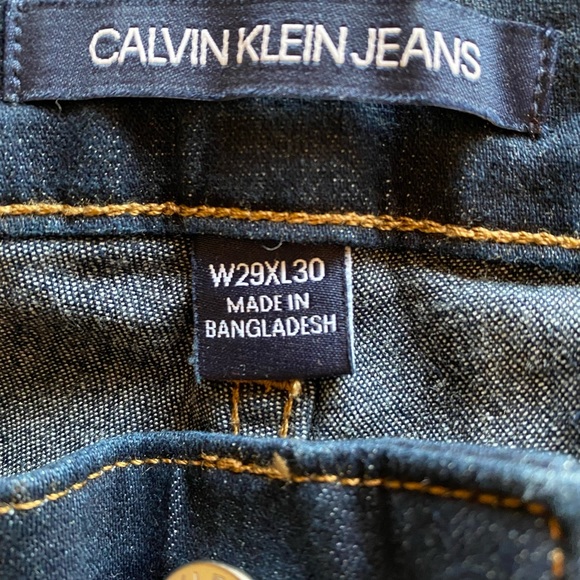 CALVIN KLEIN JEANS
W29XL30
MADE IN
BANGLADESH